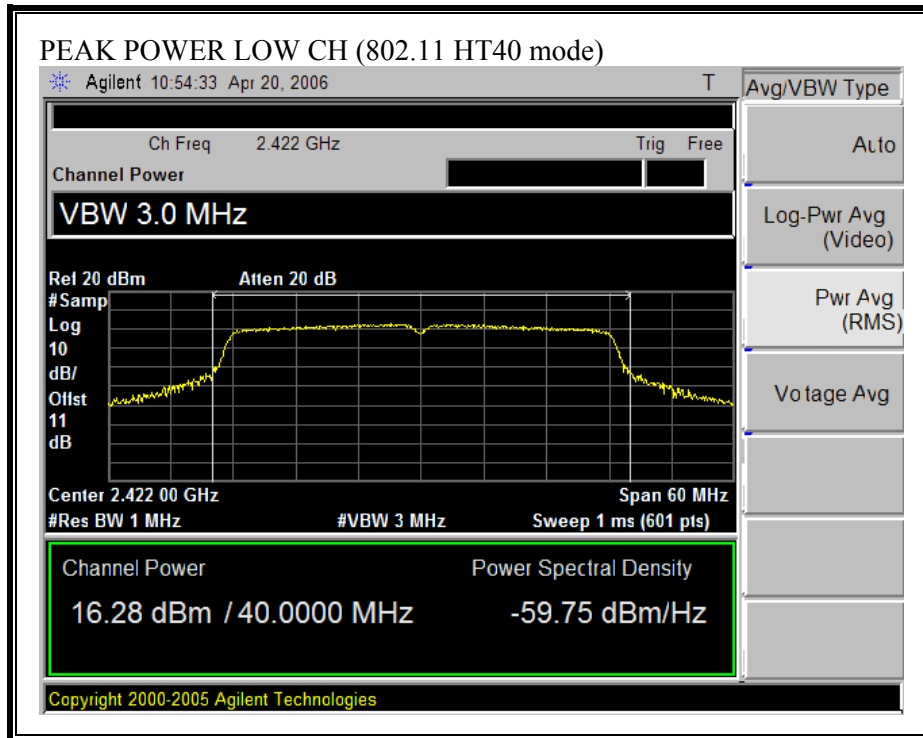 PEAK POWER LOW CH (802.11 HT40 mode)
Agilent 10:54:33 Apr 20, 2006 T
Avg/VBW Type
Ch Freq 2.422 GHz Trig Free
Channel Power
Auto
VBW 3.0 MHz
Log-Pwr Avg
(Video)
Ref 20 dBm Atten 20 dB
#Samp
Log
10
dB/
Offst
11
dB
Pwr Avg
(RMS)
Votage Avg
Center 2.422 00 GHz Span 60 MHz
#Res BW 1 MHz #VBW 3 MHz Sweep 1 ms (601 pts)
Channel Power Power Spectral Density
16.28 dBm / 40.0000 MHz -59.75 dBm/Hz
Copyright 2000-2005 Agilent Technologies